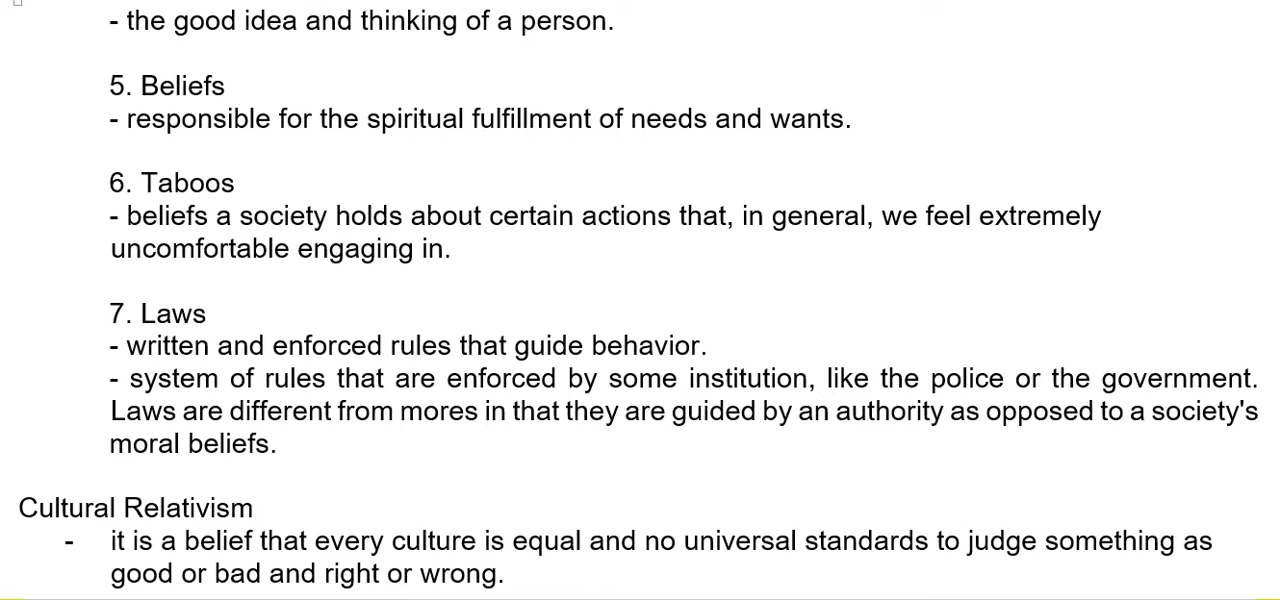 - the good idea and thinking of a person.
5. Beliefs
- responsible for the spiritual fulfillment of needs and wants.
6. Taboos
- beliefs a society holds about certain actions that, in general, we feel extremely
uncomfortable engaging in.
7. Laws
- written and enforced rules that guide behavior.
- system of rules that are enforced by some institution, like the police or the government.
Laws are different from mores in that they are guided by an authority as opposed to a society's
moral beliefs.
Cultural Relativism
- it is a belief that every culture is equal and no universal standards to judge something as
good or bad and right or wrong.